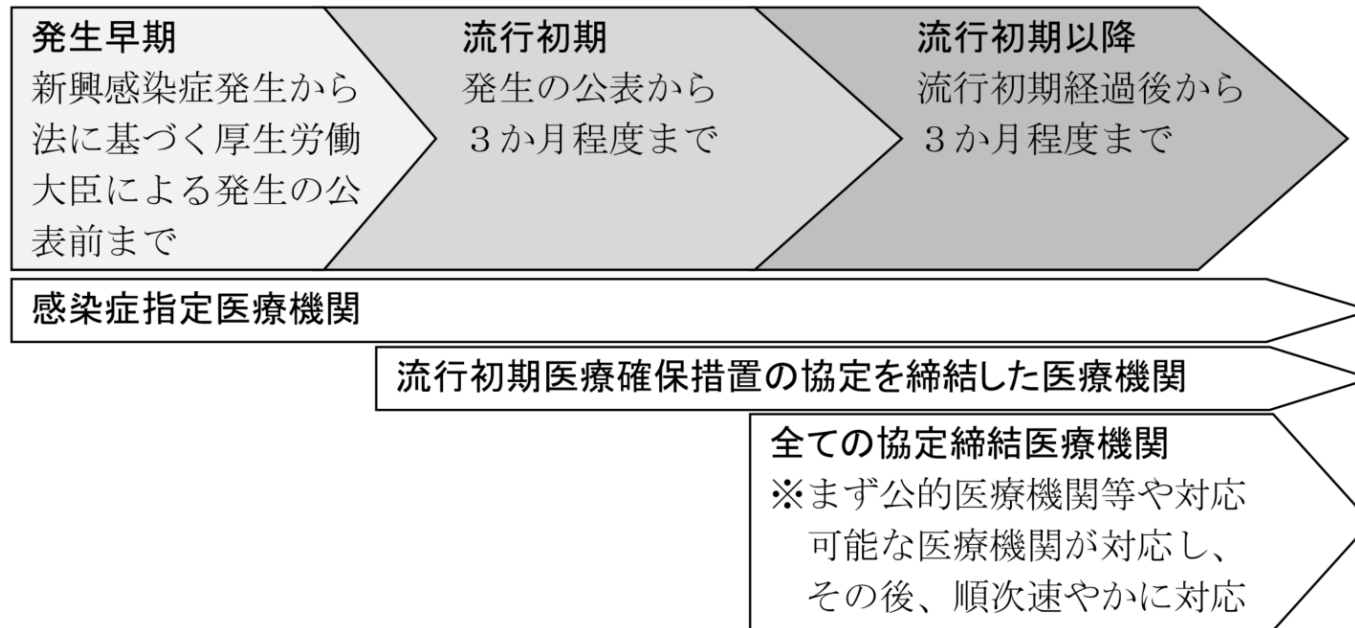 発生早期
新興感染症発生から
法に基づく厚生労働
大臣による発生の公
表前まで
流行初期
発生の公表から
３か月程度まで
流行初期以降
流行初期経過後から
３か月程度まで
感染症指定医療機関
流行初期医療確保措置の協定を締結した医療機関
全ての協定締結医療機関
※まず公的医療機関等や対応
可能な医療機関が対応し、
その後、順次速やかに対応